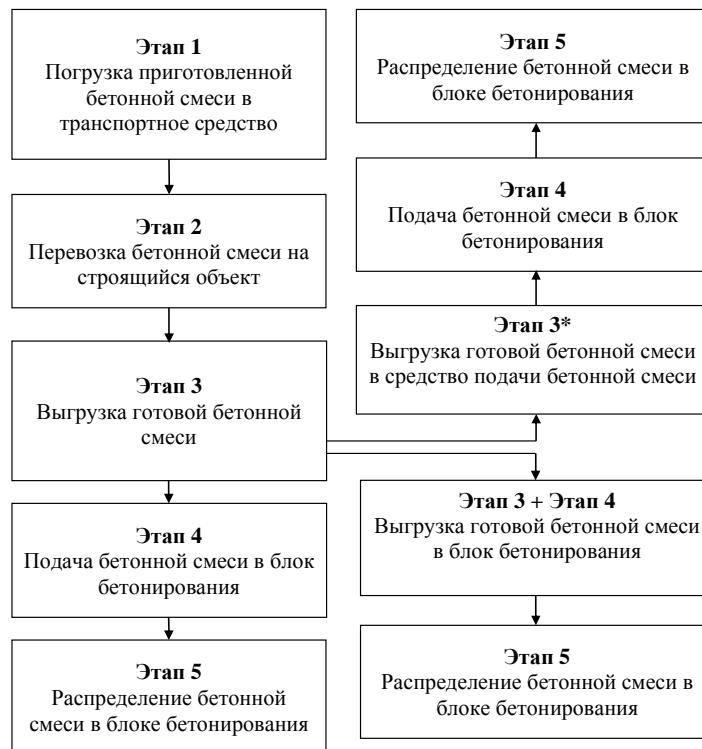 Этап 1
Погрузка приготовленной
бетонной смеси в
транспортное средство
Этап 2
Перевозка бетонной смеси на
строящийся объект
Этап 3
Выгрузка готовой бетонной
смеси
Этап 4
Подача бетонной смеси в блок
бетонирования
Этап 5
Распределение бетонной
смеси в блоке бетонирования
Этап 5
Распределение бетонной смеси в
блоке бетонирования
Этап 4
Подача бетонной смеси в блок
бетонирования
Этап 3*
Выгрузка готовой бетонной смеси
в средство подачи бетонной смеси
Этап 3 + Этап 4
Выгрузка готовой бетонной смеси
в блок бетонирования
Этап 5
Распределение бетонной смеси в
блоке бетонирования